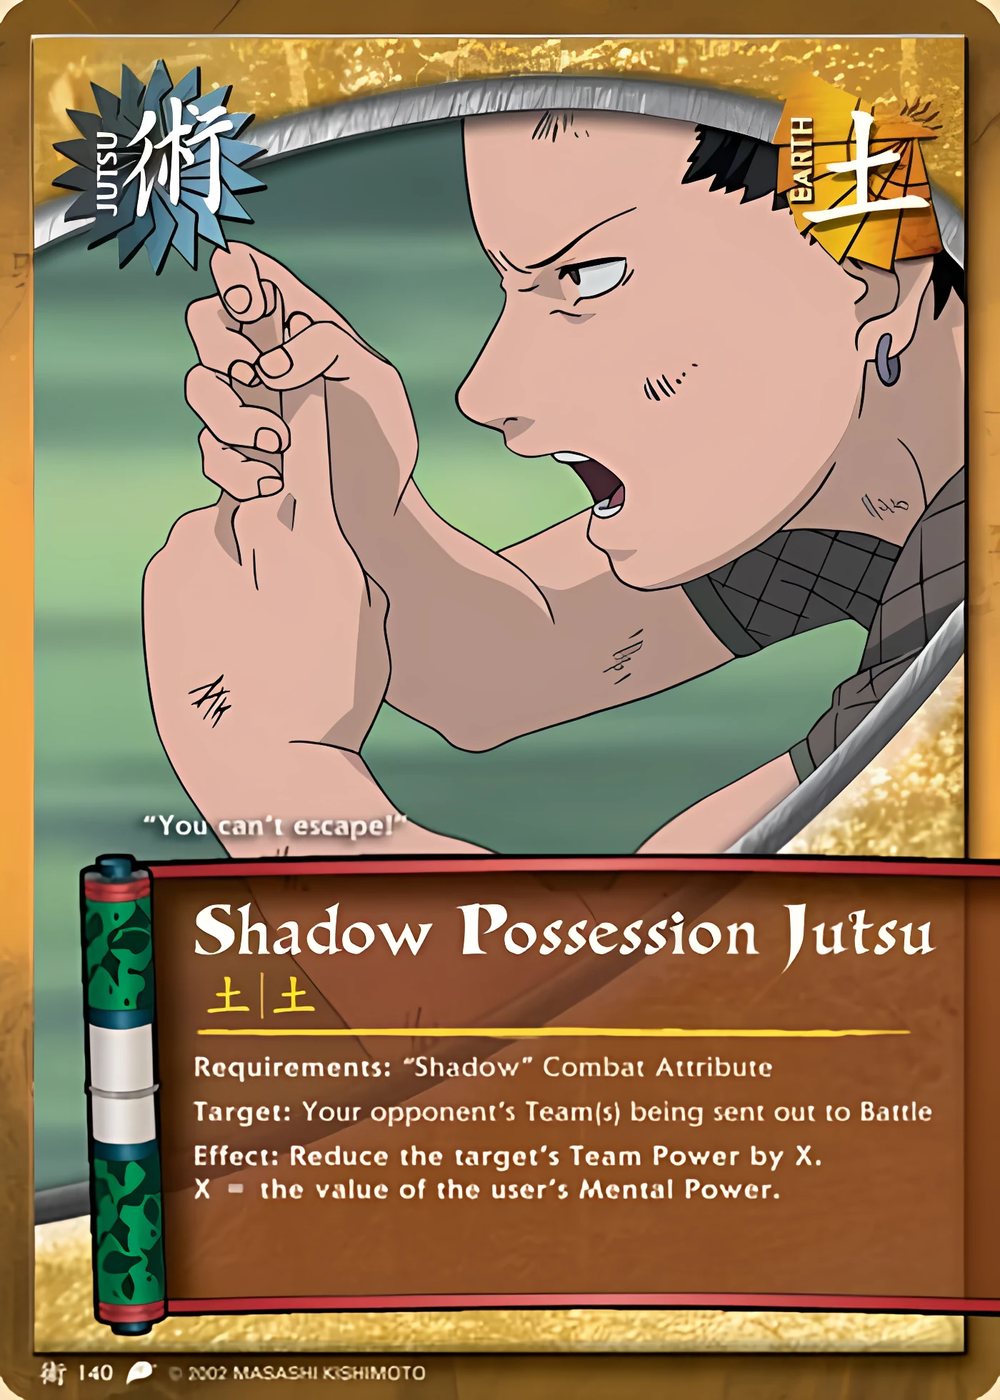 JUTSU
術
EARTH
土
"You can't escape!"
Shadow Possession Jutsu
土|土
Requirements: "Shadow" Combat Attribute
Target: Your opponent's Team(s) being sent out to Battle
Effect: Reduce the target's Team Power by X.
X = the value of the user's Mental Power.
術 140 © 2002 MASASHI KISHIMOTO